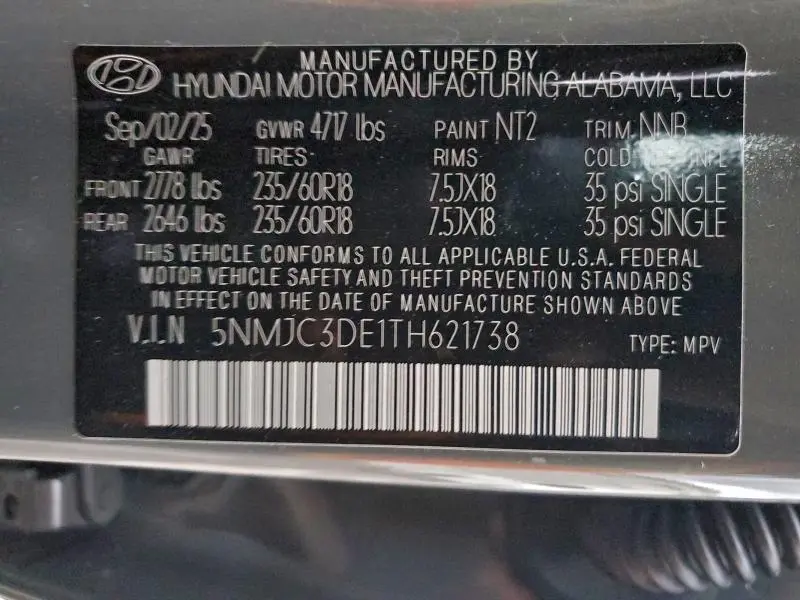 MANUFACTURED BY
HYUNDAI MOTOR MANUFACTURING ALABAMA, LLC
Sep/02/25 GVWR 4717 lbs PAINT NT2 TRIM NNB
GAWR TIRES RIMS COLD INFL
FRONT 2778 lbs 235/60R18 7.5JX18 35 psi SINGLE
REAR 2646 lbs 235/60R18 7.5JX18 35 psi SINGLE
THIS VEHICLE CONFORMS TO ALL APPLICABLE U.S.A. FEDERAL
MOTOR VEHICLE SAFETY AND THEFT PREVENTION STANDARDS
IN EFFECT ON THE DATE OF MANUFACTURE SHOWN ABOVE
V.I.N 5NMJC3DE1TH621738 TYPE: MPV